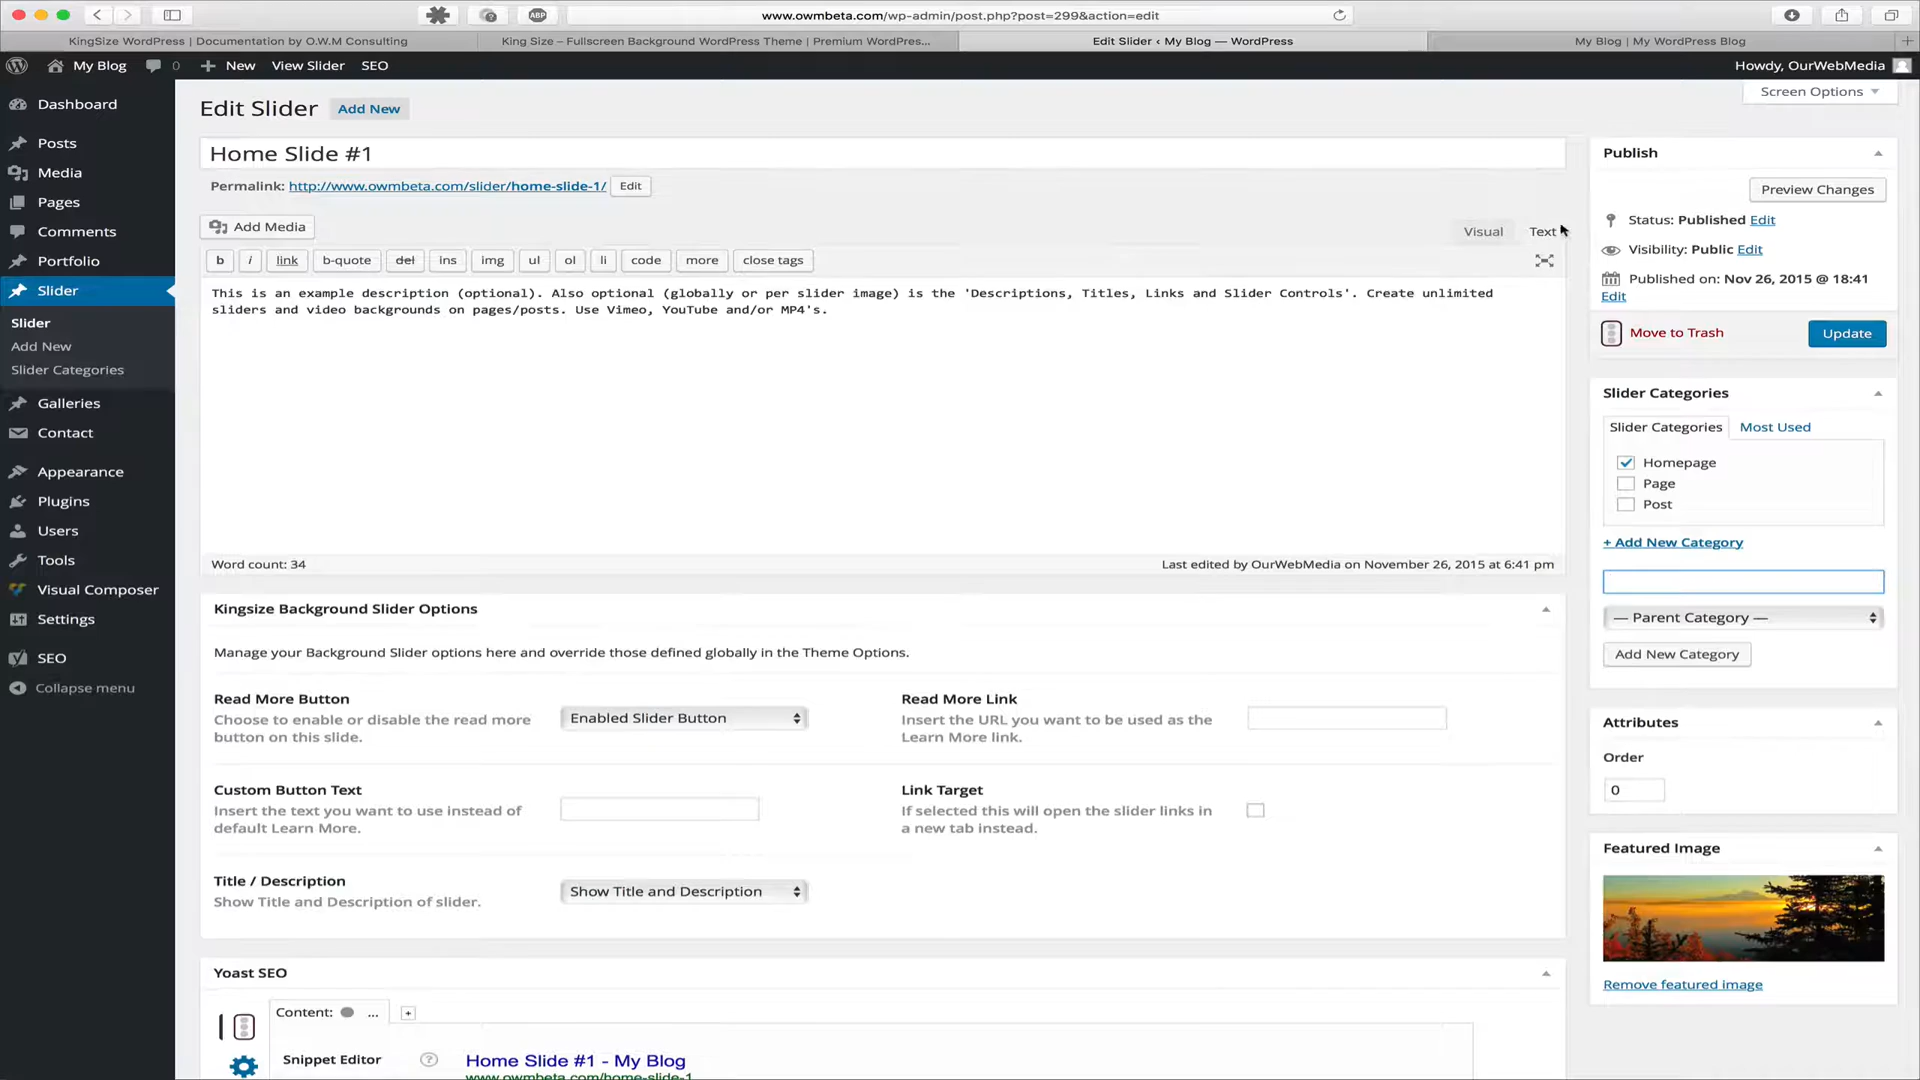 www.owmbeta.com/wp-admin/post.php?post=299&action=edit
ABP
KingSize WordPress | Documentation by O.W.M Consulting
King Size – Fullscreen Background WordPress Theme | Premium WordPres...
Edit Slider ‹ My Blog — WordPress
My Blog | My WordPress Blog
My Blog
0
New
View Slider
SEO
Howdy, OurWebMedia
Dashboard
Posts
Media
Pages
Comments
Portfolio
Slider
Slider
Add New
Slider Categories
Galleries
Contact
Appearance
Plugins
Users
Tools
Visual Composer
Settings
SEO
Collapse menu
Screen Options
Edit Slider
Add New
Home Slide #1
Permalink: http://www.owmbeta.com/slider/home-slide-1/ Edit
Add Media
Visual
Text
b
i
link
b-quote
del
ins
img
ul
ol
li
code
more
close tags
This is an example description (optional). Also optional (globally or per slider image) is the 'Descriptions, Titles, Links and Slider Controls'. Create unlimited
sliders and video backgrounds on pages/posts. Use Vimeo, YouTube and/or MP4's.
Word count: 34
Last edited by OurWebMedia on November 26, 2015 at 6:41 pm
Kingsize Background Slider Options
Manage your Background Slider options here and override those defined globally in the Theme Options.
Read More Button
Choose to enable or disable the read more
button on this slide.
Enabled Slider Button
Read More Link
Insert the URL you want to be used as the
Learn More link.
Custom Button Text
Insert the text you want to use instead of
default Learn More.
Link Target
If selected this will open the slider links in
a new tab instead.
Title / Description
Show Title and Description of slider.
Show Title and Description
Yoast SEO
Content:
...
+
Snippet Editor
?
Home Slide #1 - My Blog
www.owmbeta.com/home-slide-1
Publish
Preview Changes
Status: Published Edit
Visibility: Public Edit
Published on: Nov 26, 2015 @ 18:41
Edit
Move to Trash
Update
Slider Categories
Slider Categories
Most Used
Homepage
Page
Post
+ Add New Category
— Parent Category —
Add New Category
Attributes
Order
0
Featured Image
Remove featured image